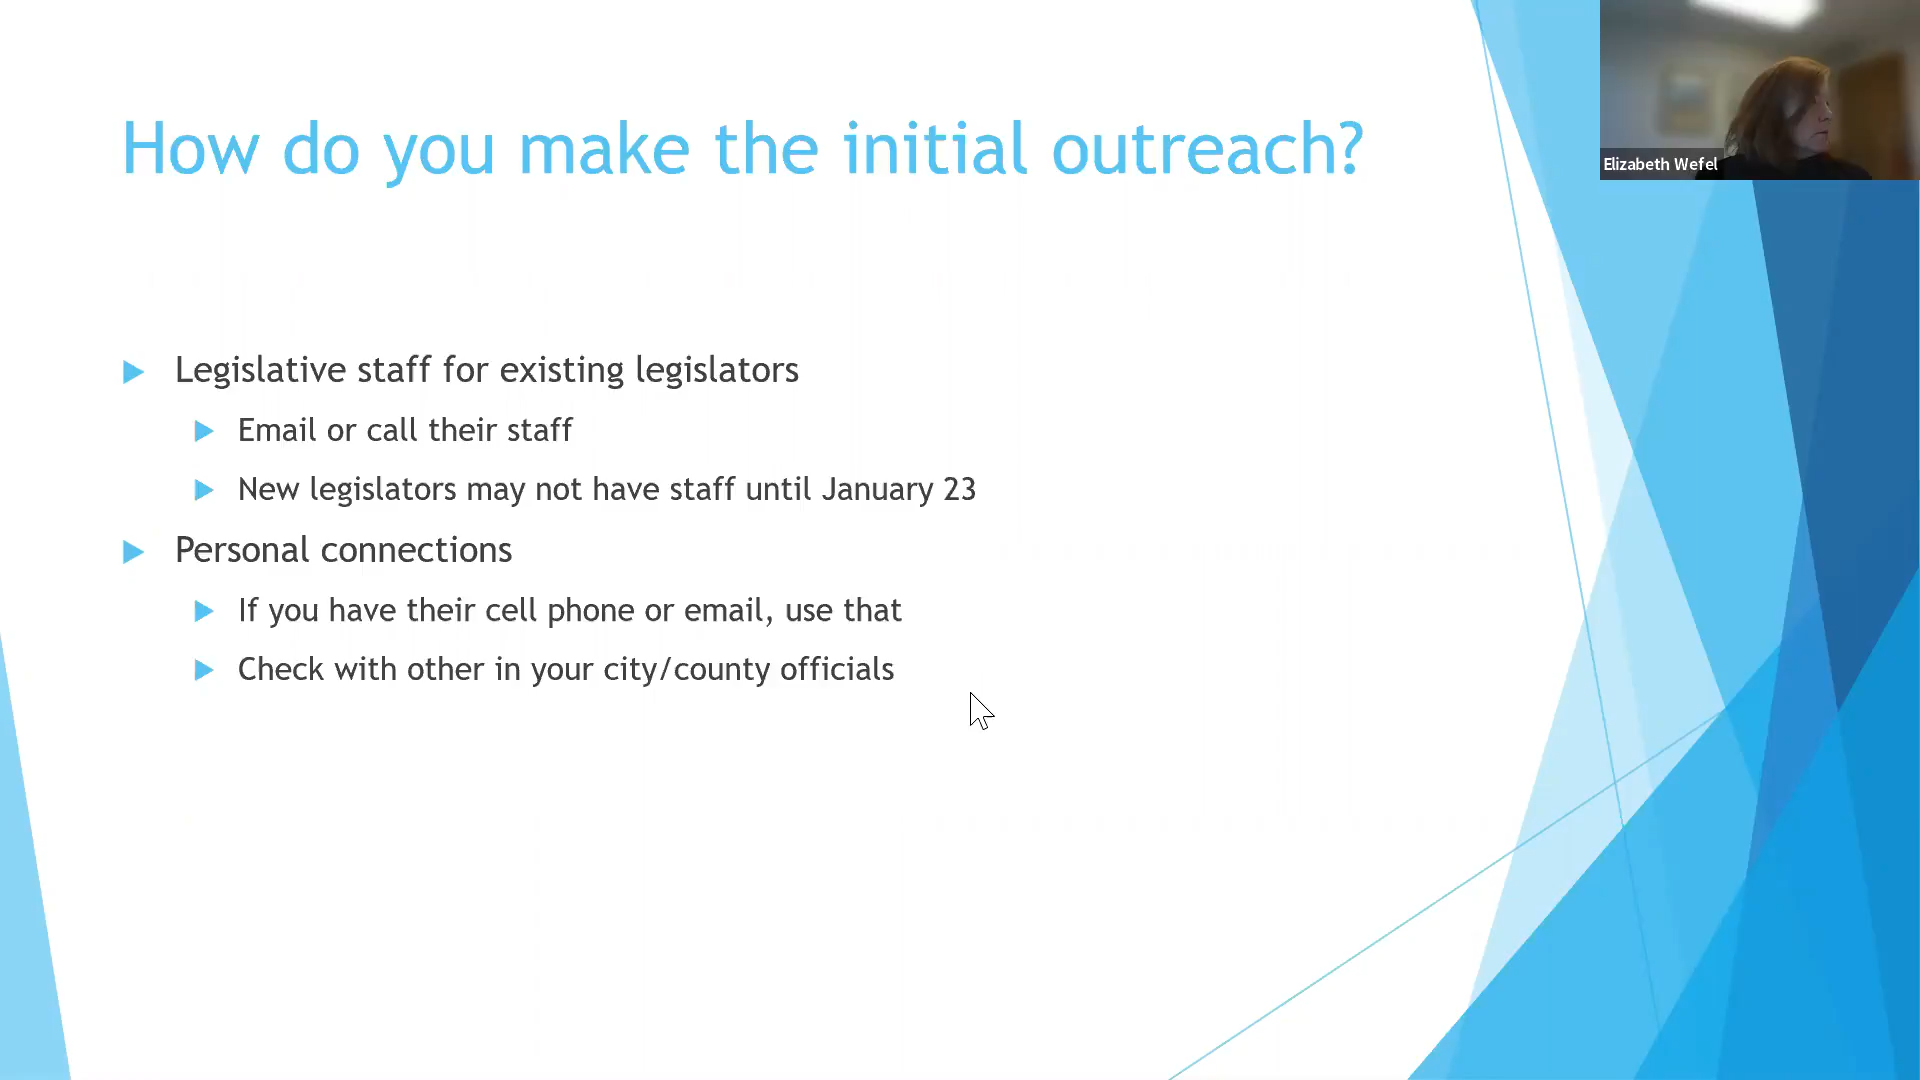 How do you make the initial outreach?
Elizabeth Wefel
Legislative staff for existing legislators
Email or call their staff
New legislators may not have staff until January 23
Personal connections
If you have their cell phone or email, use that
Check with other in your city/county officials